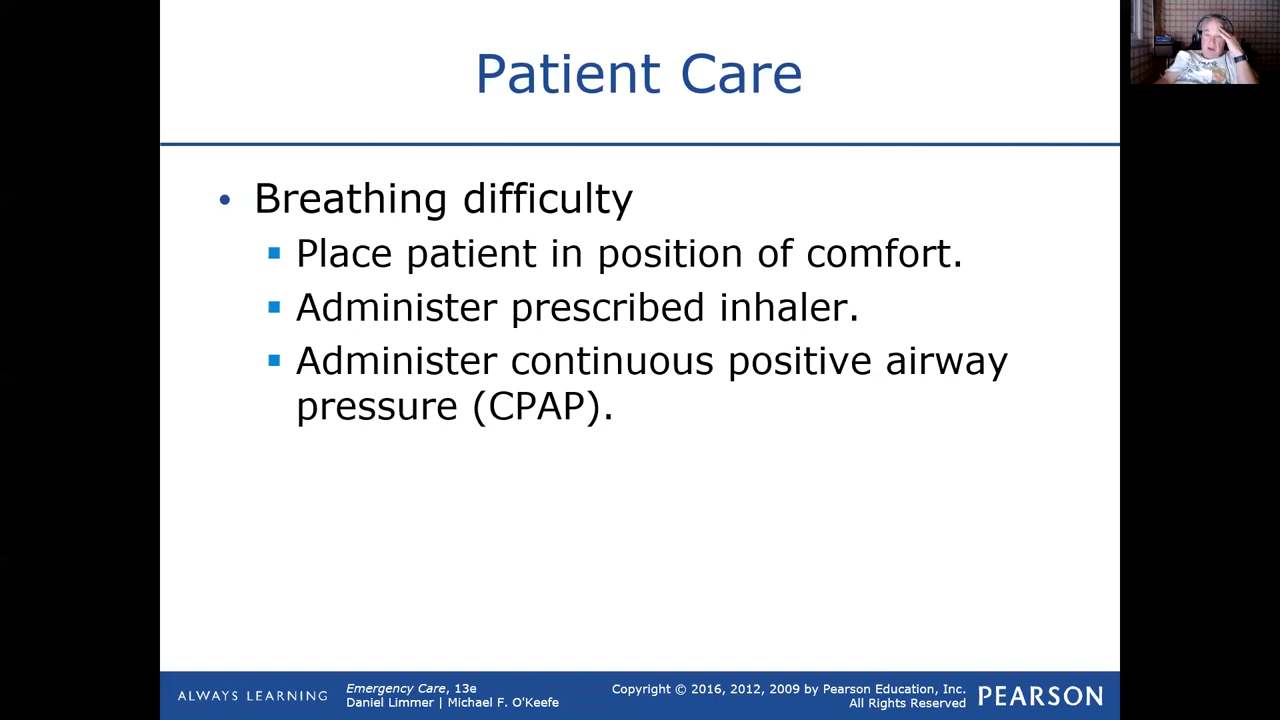 Patient Care
• Breathing difficulty
▪ Place patient in position of comfort.
▪ Administer prescribed inhaler.
▪ Administer continuous positive airway
pressure (CPAP).
ALWAYS LEARNING
Emergency Care, 13e
Daniel Limmer | Michael F. O'Keefe
Copyright © 2016, 2012, 2009 by Pearson Education, Inc.
All Rights Reserved
PEARSON